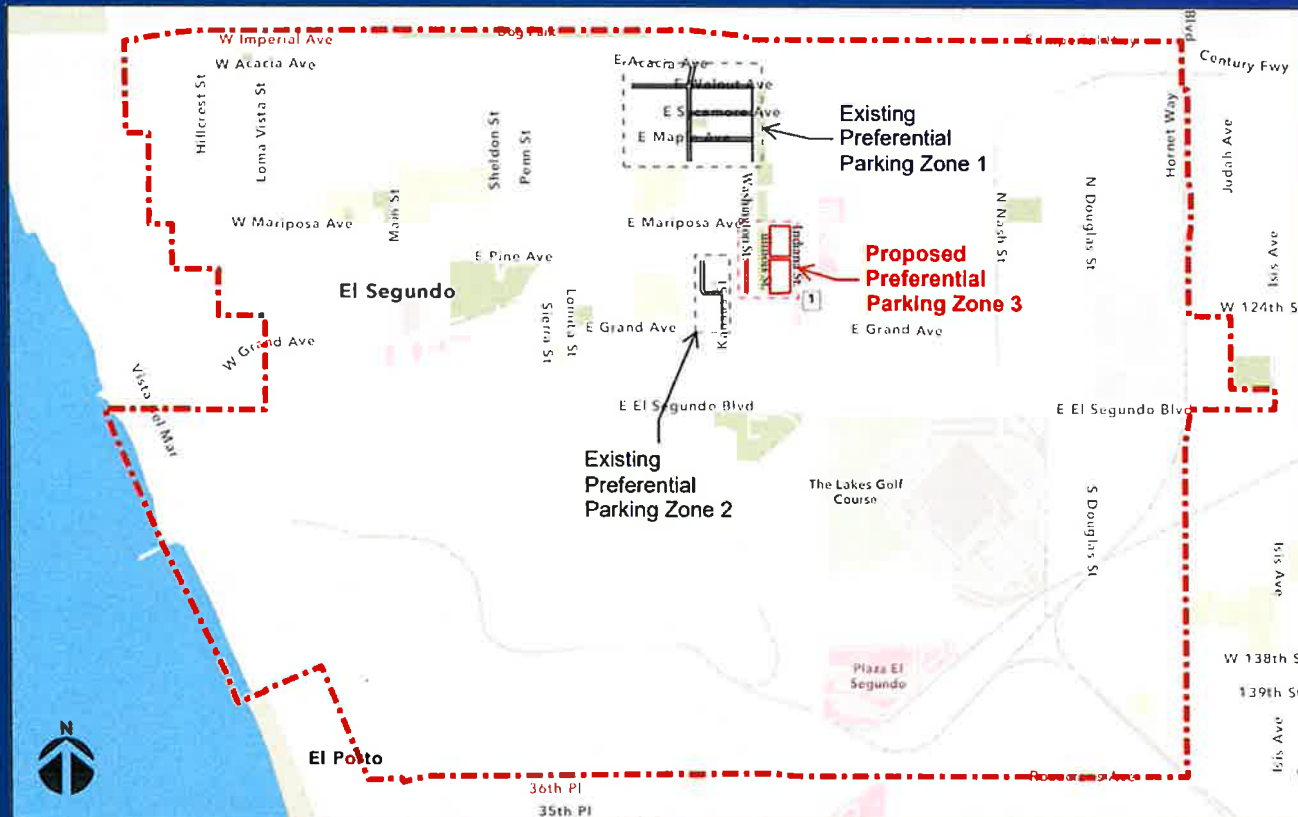 W Imperial Ave
Dog Park
E Imperial Hwy
Blvd
W Acacia Ave
E Acacia Ave
Century Fwy
E Walnut Ave
Hillcrest St
Loma Vista St
Sheldon St
Penn St
E Sycamore Ave
E Maple Ave
Existing
Preferential
Parking Zone 1
Hornet Way
Judah Ave
Main St
W Mariposa Ave
E Mariposa Ave
Washington St
Illinois St
Indiana St
N Nash St
N Douglas St
Isis Ave
E Pine Ave
Proposed
Preferential
Parking Zone 3
El Segundo
1
W 124th S
Sierra St
Lomita St
E Grand Ave
Kansas St
E Grand Ave
W Grand Ave
Vista Del Mar
E El Segundo Blvd
E El Segundo Blvd
Existing
Preferential
Parking Zone 2
The Lakes Golf
Course
S Douglas St
Isis Ave
Plaza El
Segundo
W 138th S
139th St
Isis Ave
N
El Porto
Rosecrans Ave
36th Pl
35th Pl